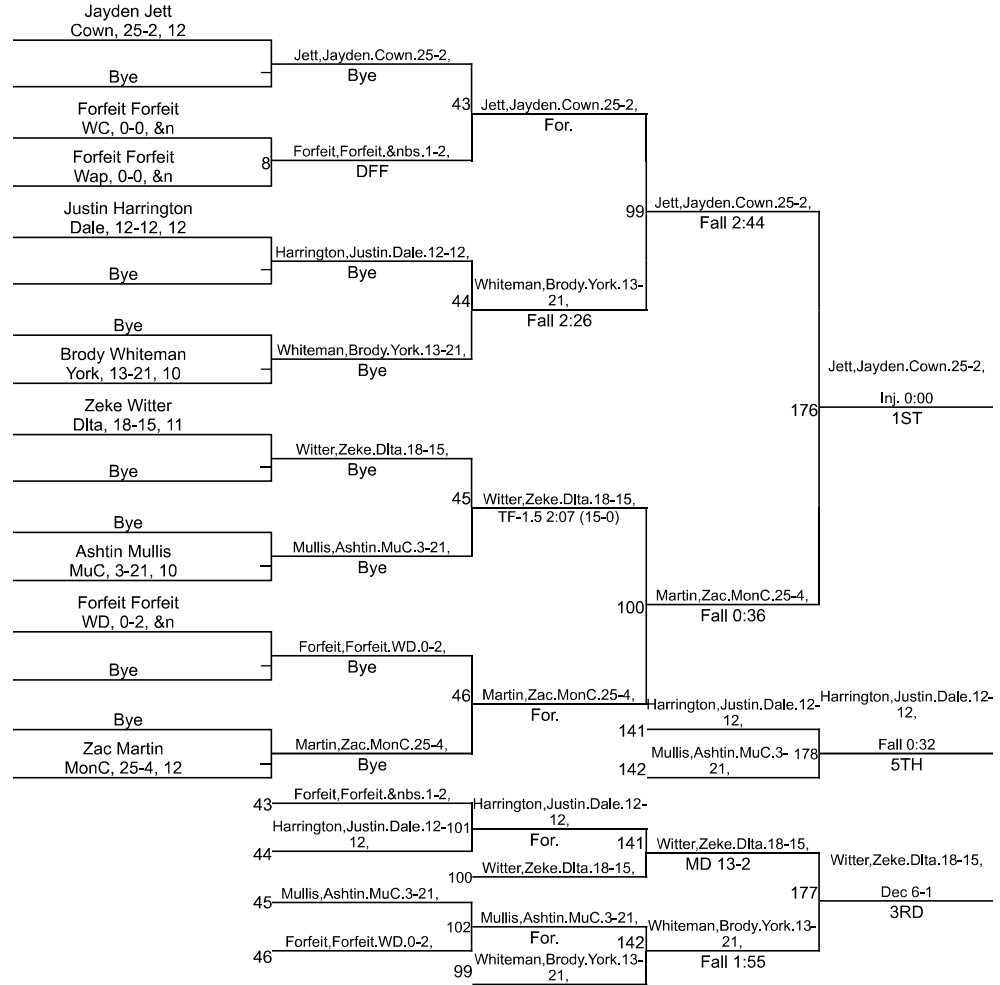 Jayden Jett
Cown, 25-2, 12
Jett,Jayden.Cown.25-2,
Bye
Bye
43
Jett,Jayden.Cown.25-2,
For.
Forfeit Forfeit
WC, 0-0, &n
Forfeit Forfeit
Wap, 0-0, &n
8
Forfeit,Forfeit.&nbs.1-2,
DFF
99
Jett,Jayden.Cown.25-2,
Fall 2:44
Justin Harrington
Dale, 12-12, 12
Harrington,Justin.Dale.12-12,
Bye
Bye
44
Whiteman,Brody.York.13-
21,
Fall 2:26
Bye
Brody Whiteman
York, 13-21, 10
Whiteman,Brody.York.13-21,
Bye
176
Jett,Jayden.Cown.25-2,
Inj. 0:00
1ST
Zeke Witter
Dlta, 18-15, 11
Witter,Zeke.Dlta.18-15,
Bye
Bye
45
Witter,Zeke.Dlta.18-15,
TF-1.5 2:07 (15-0)
Bye
Ashtin Mullis
MuC, 3-21, 10
Mullis,Ashtin.MuC.3-21,
Bye
100
Martin,Zac.MonC.25-4,
Fall 0:36
Forfeit Forfeit
WD, 0-2, &n
Forfeit,Forfeit.WD.0-2,
Bye
Bye
46
Martin,Zac.MonC.25-4,
For.
Bye
Zac Martin
MonC, 25-4, 12
Martin,Zac.MonC.25-4,
Bye
141
Harrington,Justin.Dale.12-
12,
142
Mullis,Ashtin.MuC.3-
21,
178
Harrington,Justin.Dale.12-
12,
Fall 0:32
5TH
43
Forfeit,Forfeit.&nbs.1-2,
44
Harrington,Justin.Dale.12-
12,
101
Harrington,Justin.Dale.12-
12,
For.
100
Witter,Zeke.Dlta.18-15,
141
Witter,Zeke.Dlta.18-15,
MD 13-2
45
Mullis,Ashtin.MuC.3-21,
46
Forfeit,Forfeit.WD.0-2,
102
Mullis,Ashtin.MuC.3-21,
For.
99
Whiteman,Brody.York.13-
21,
142
Whiteman,Brody.York.13-
21,
Fall 1:55
177
Witter,Zeke.Dlta.18-15,
Dec 6-1
3RD